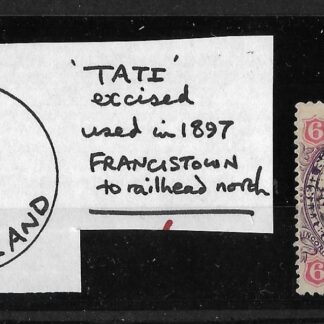 'TATI'
excised
used in 1897
FRANCISTOWN
to railhead north
LAND
6
6